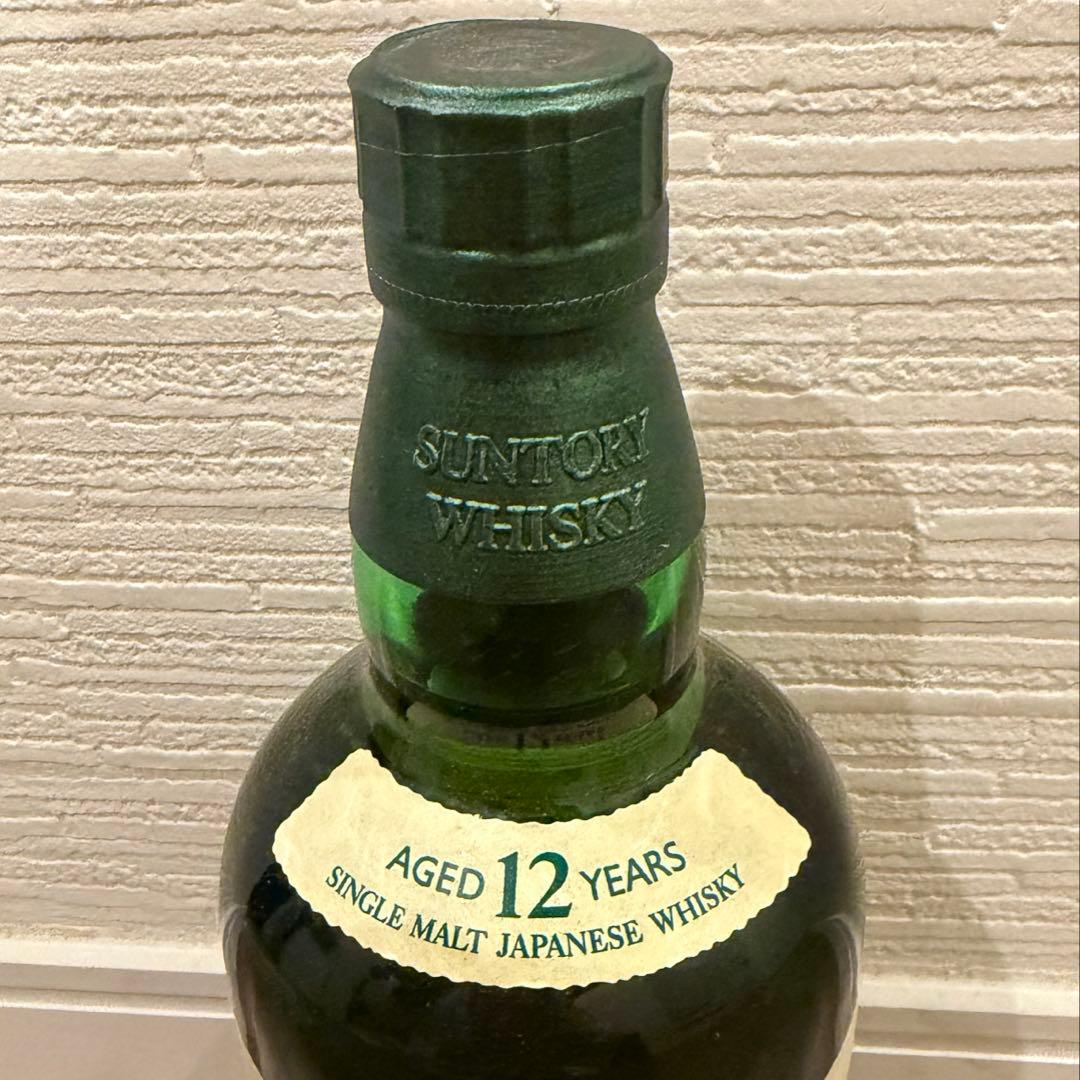 SUNTORY
WHISKY
AGED 12 YEARS
SINGLE MALT JAPANESE WHISKY